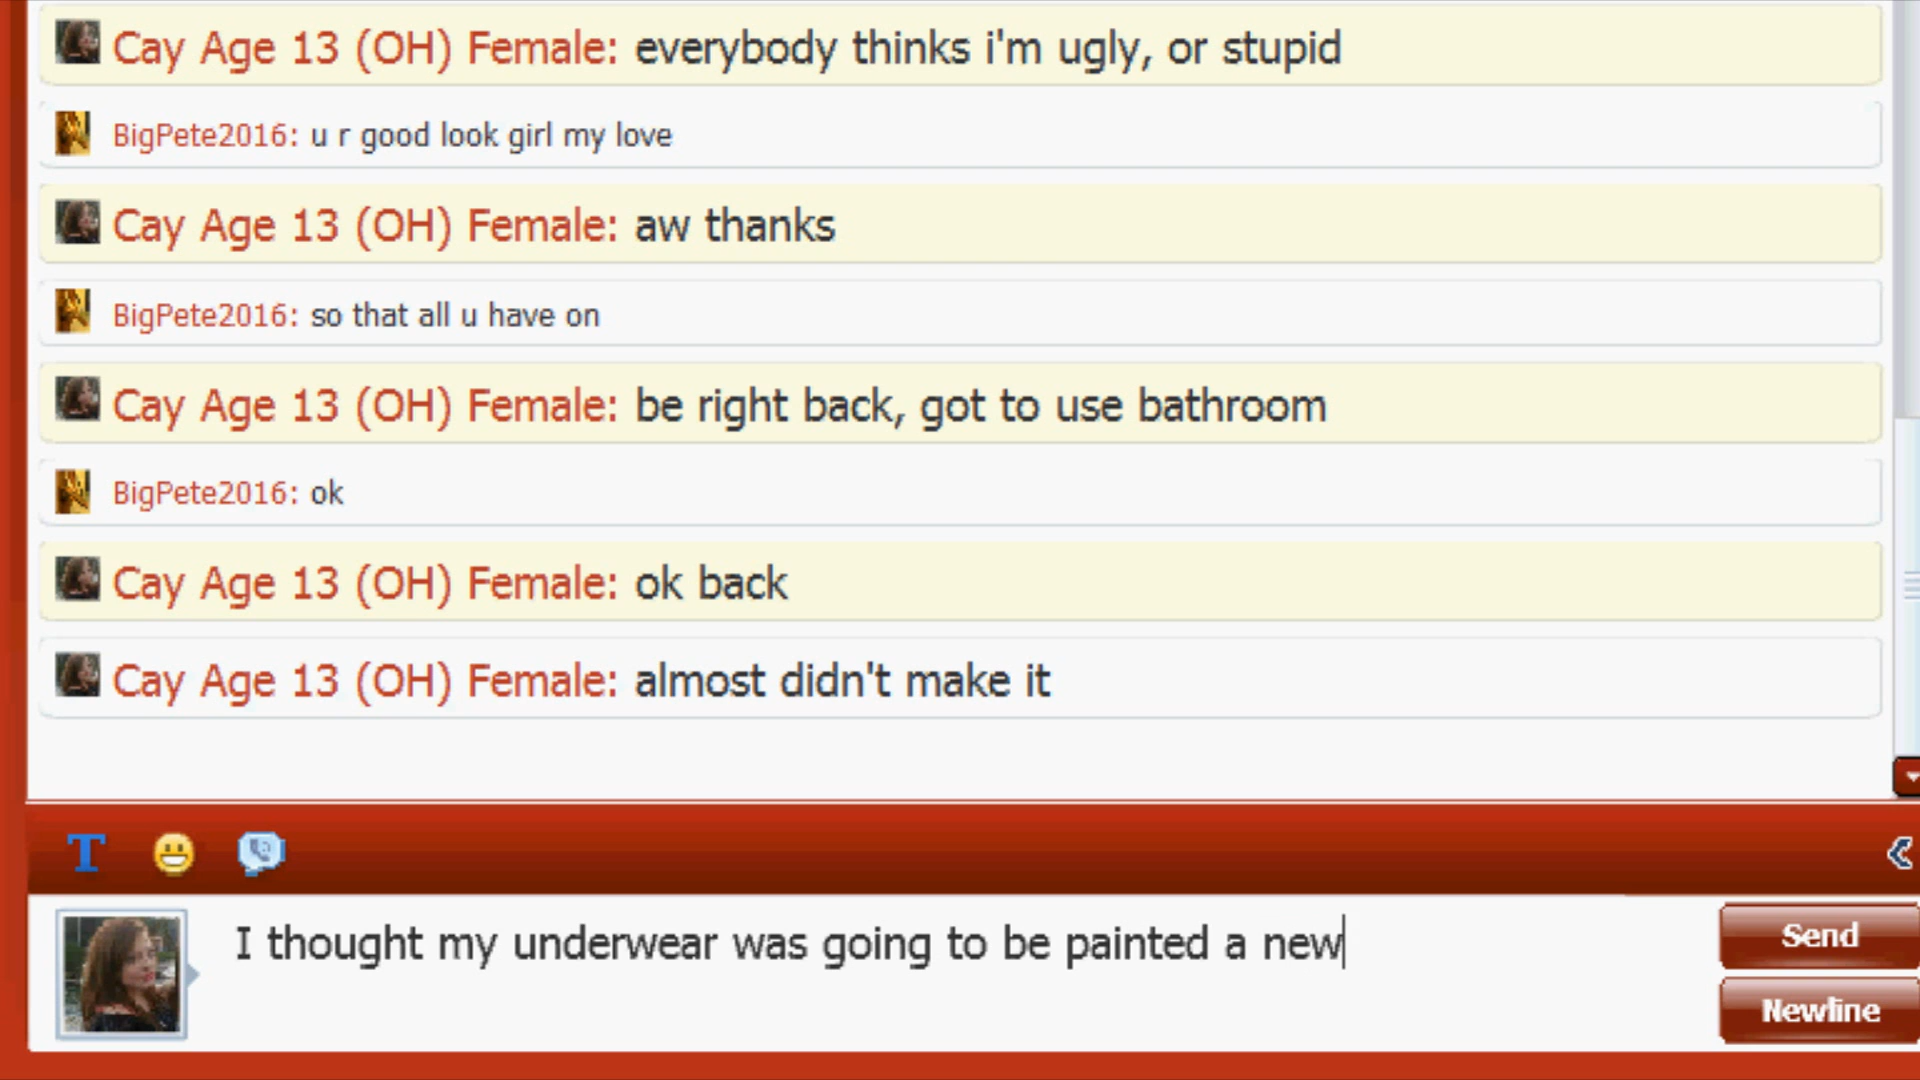 Cay Age 13 (OH) Female: everybody thinks i'm ugly, or stupid
BigPete2016: u r good look girl my love
Cay Age 13 (OH) Female: aw thanks
BigPete2016: so that all u have on
Cay Age 13 (OH) Female: be right back, got to use bathroom
BigPete2016: ok
Cay Age 13 (OH) Female: ok back
Cay Age 13 (OH) Female: almost didn't make it
T
I thought my underwear was going to be painted a new
Send
Newline